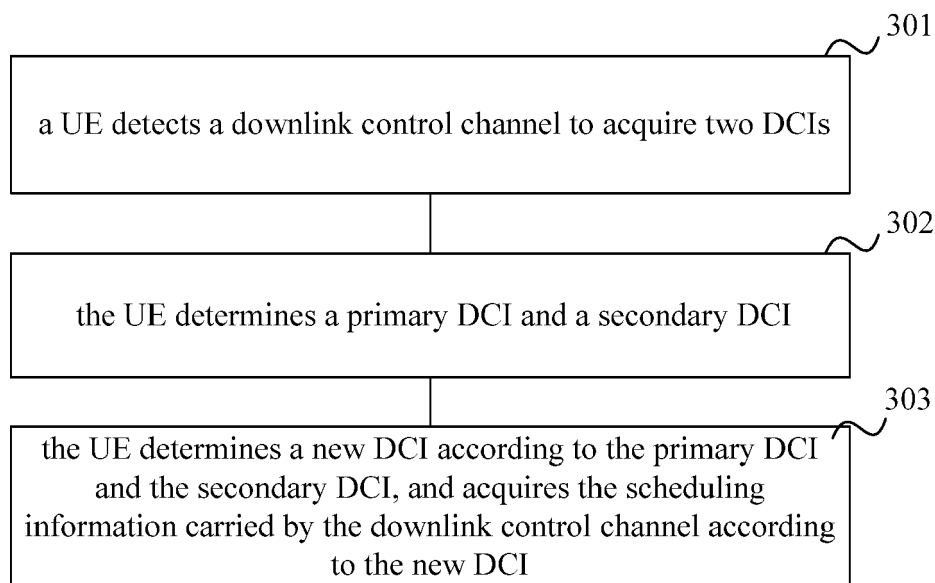 301
a UE detects a downlink control channel to acquire two DCIs
302
the UE determines a primary DCI and a secondary DCI
303
the UE determines a new DCI according to the primary DCI
and the secondary DCI, and acquires the scheduling
information carried by the downlink control channel according
to the new DCI